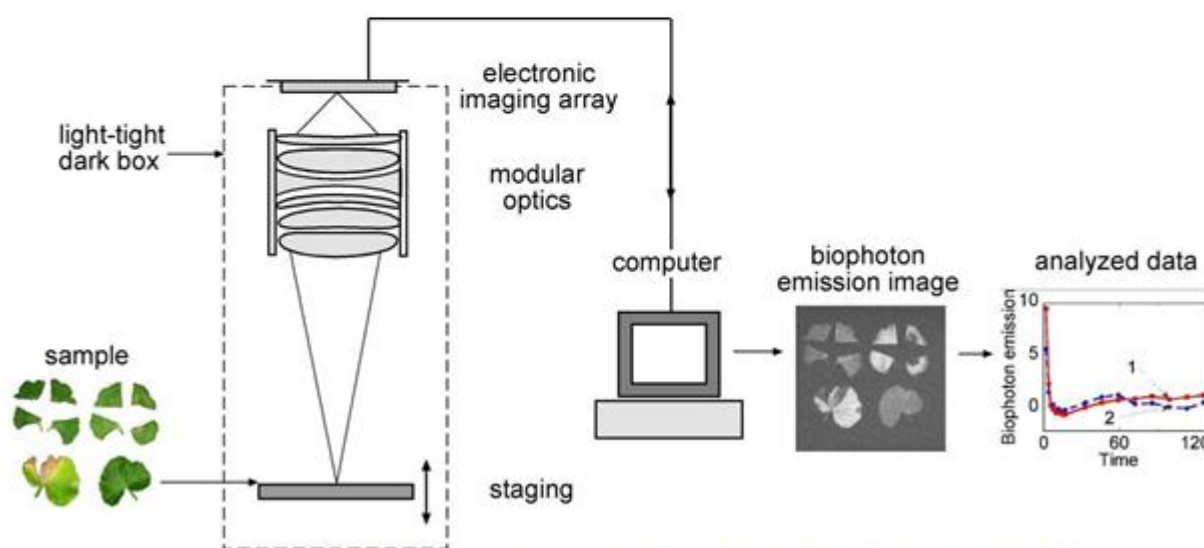 electronic
imaging array
light-tight
dark box
modular
optics
computer
biophoton
emission image
analyzed data
sample
staging
Biophoton emission
10
5
0
1
2
0
60
120
Time